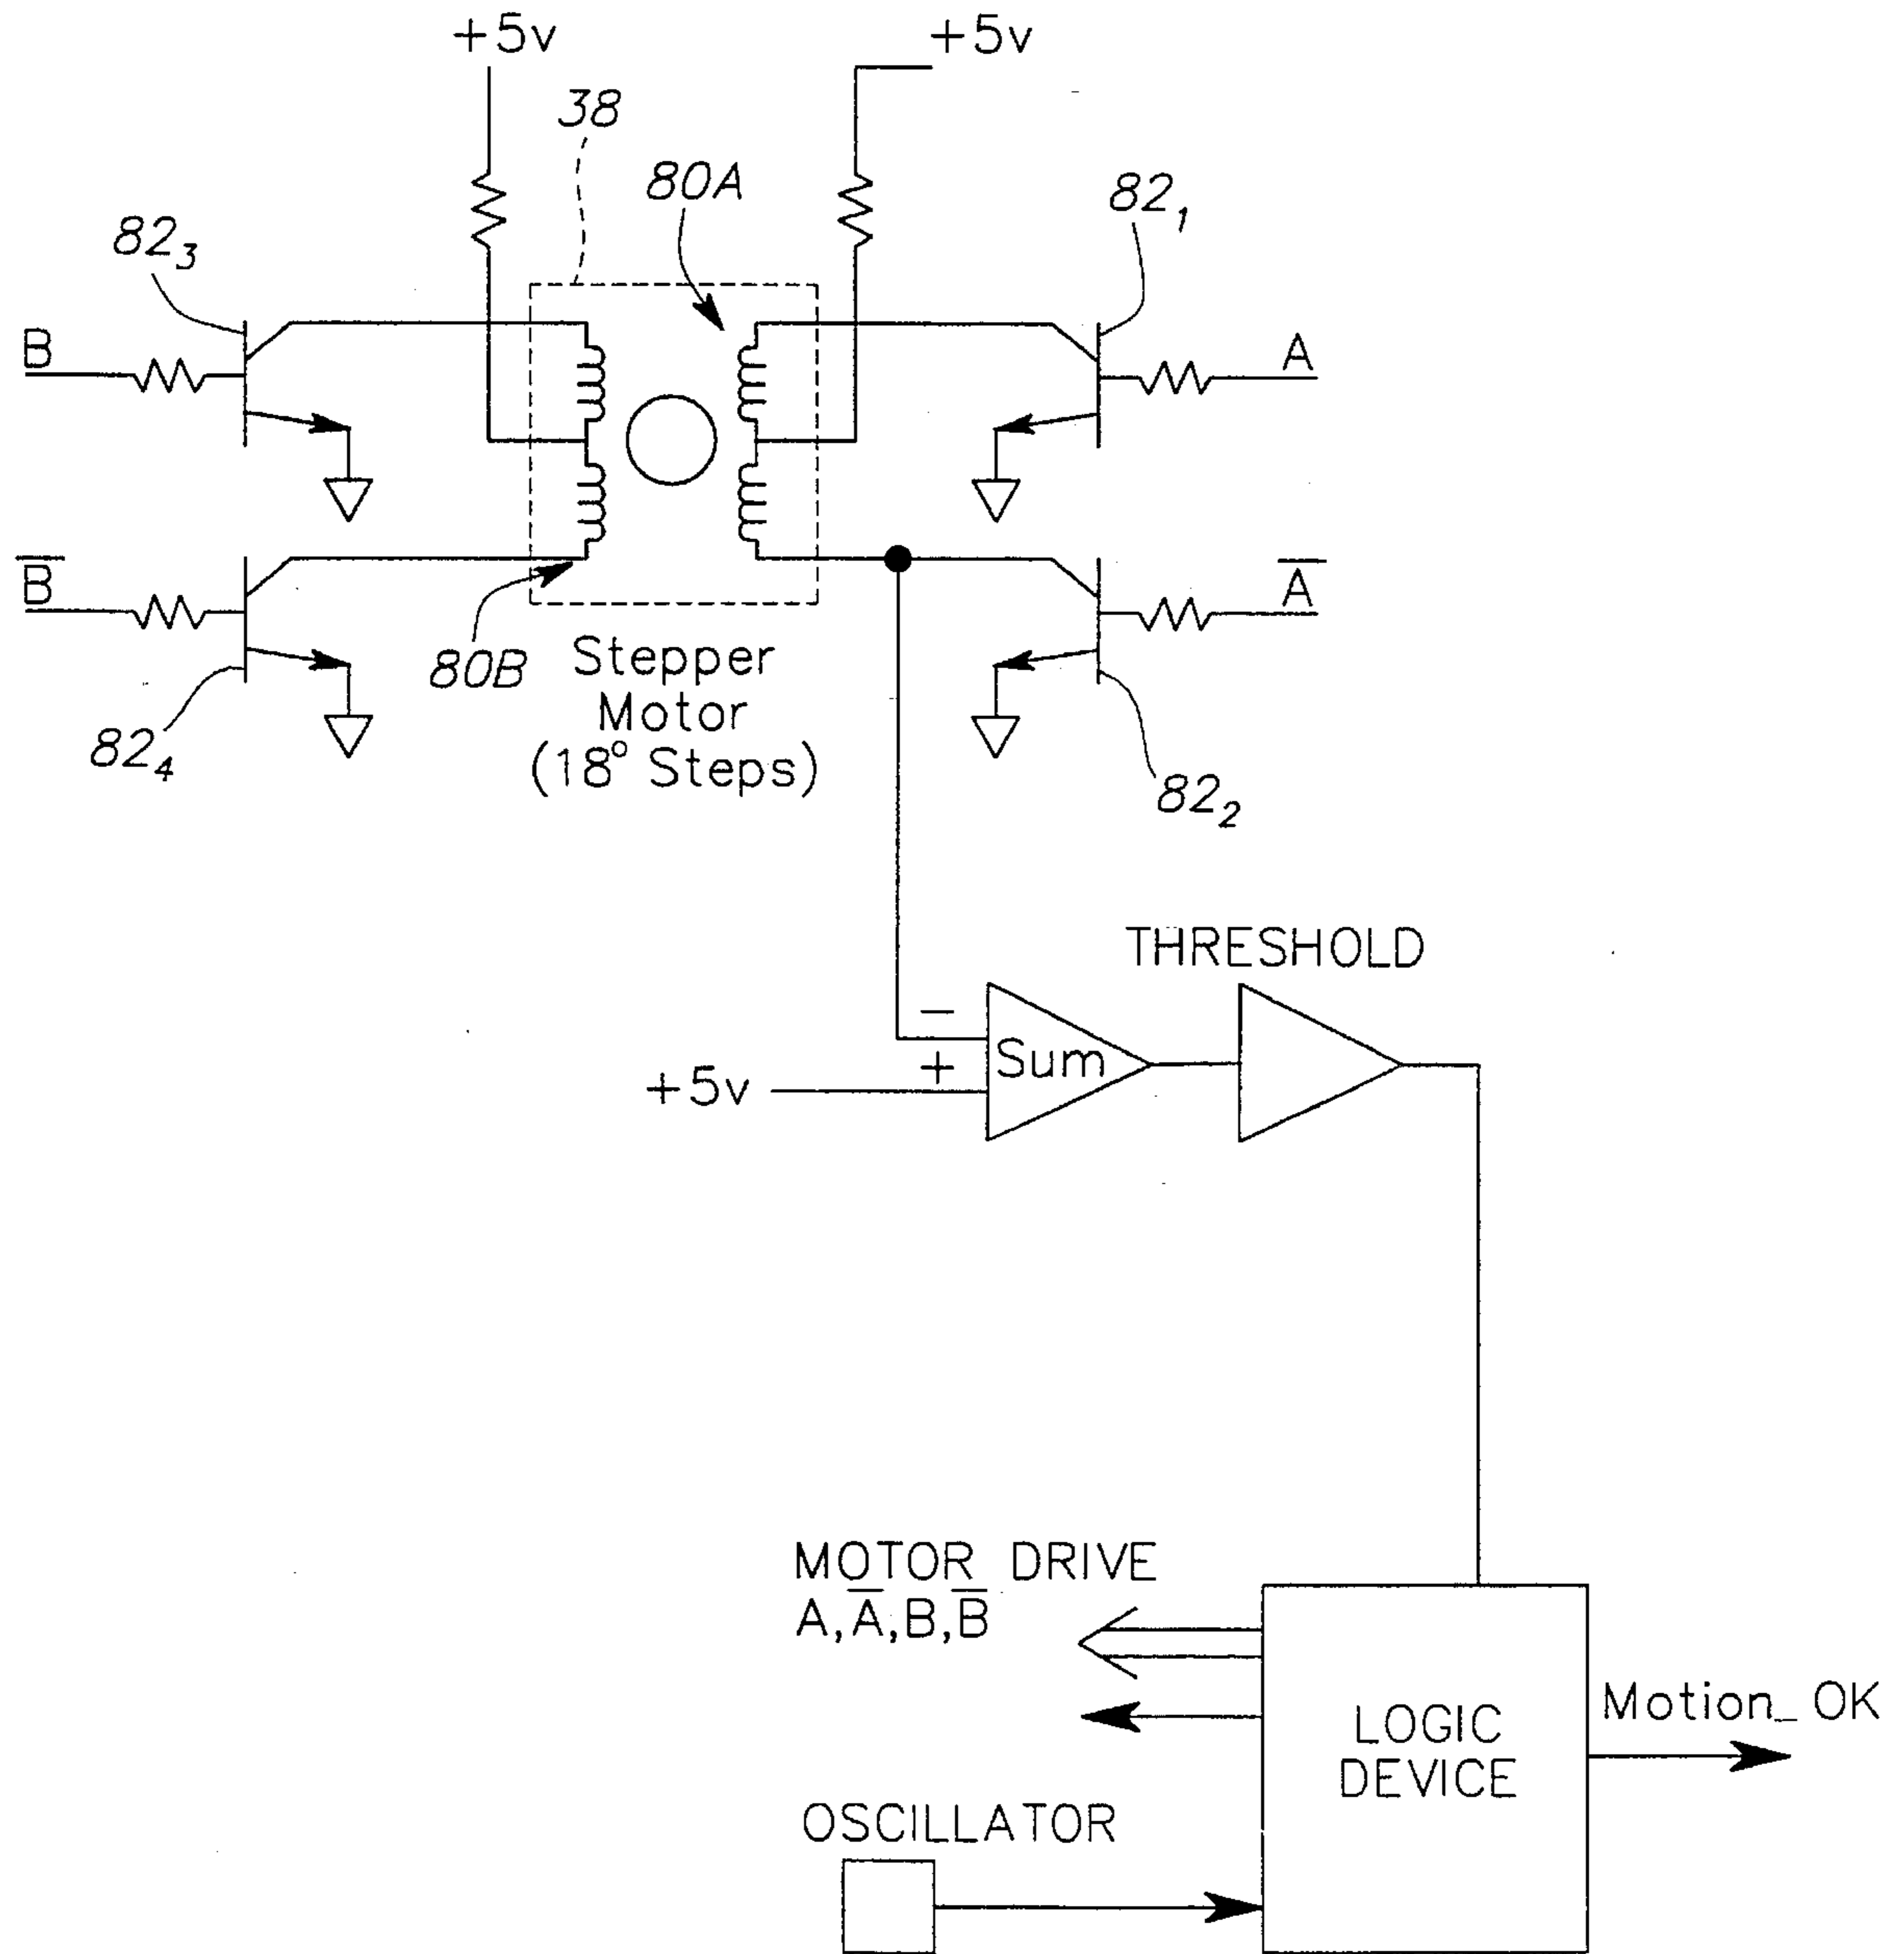 +5v
+5v
38
80A
82₁
82₃
B
A
B̅
A̅
80B
Stepper
Motor
(18° Steps)
82₄
82₂
THRESHOLD
−
Sum
+
+5v
MOTOR DRIVE
A,A̅,B,B̅
Motion_OK
LOGIC
DEVICE
OSCILLATOR